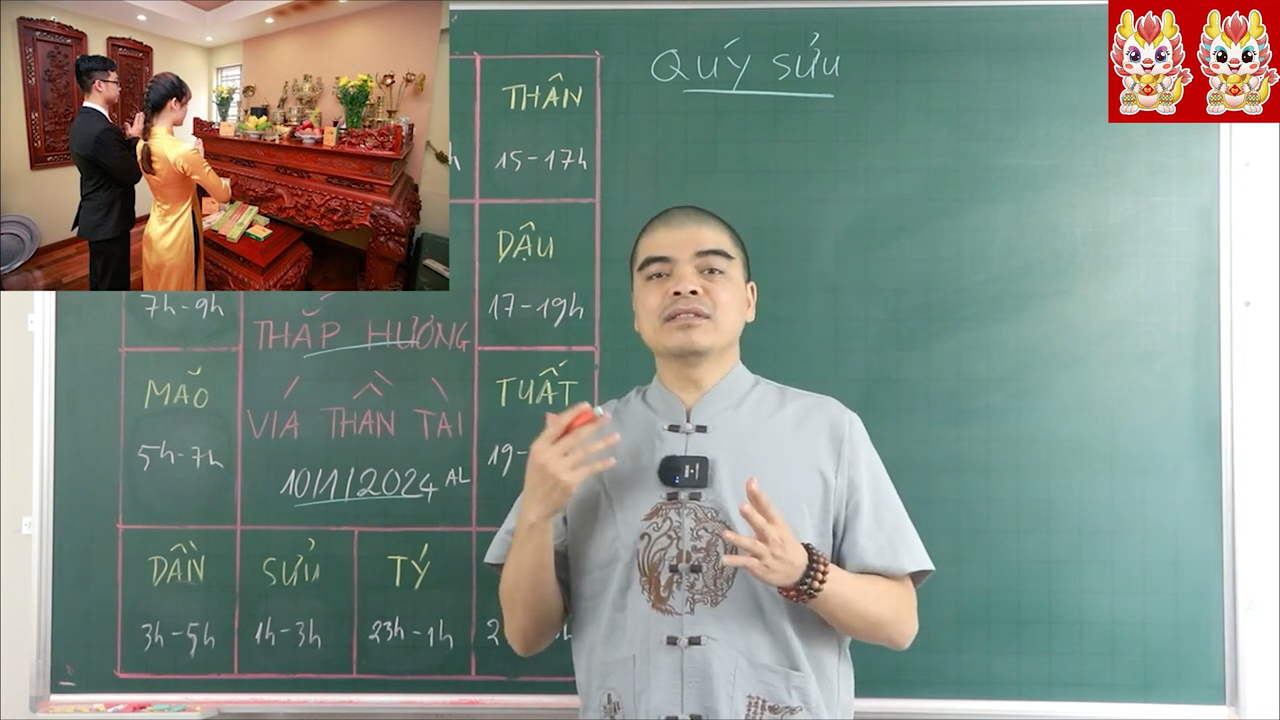 QUÝ SỬU
THÂN
15-17h
DẬU
17-19h
7h-9h
THẮP HƯƠNG
MÃO
5h-7h
VÍA THẦN TÀI
10/1/2024 AL
TUẤT
19-
DẦN
3h-5h
SỬU
1h-3h
TÝ
23h-1h